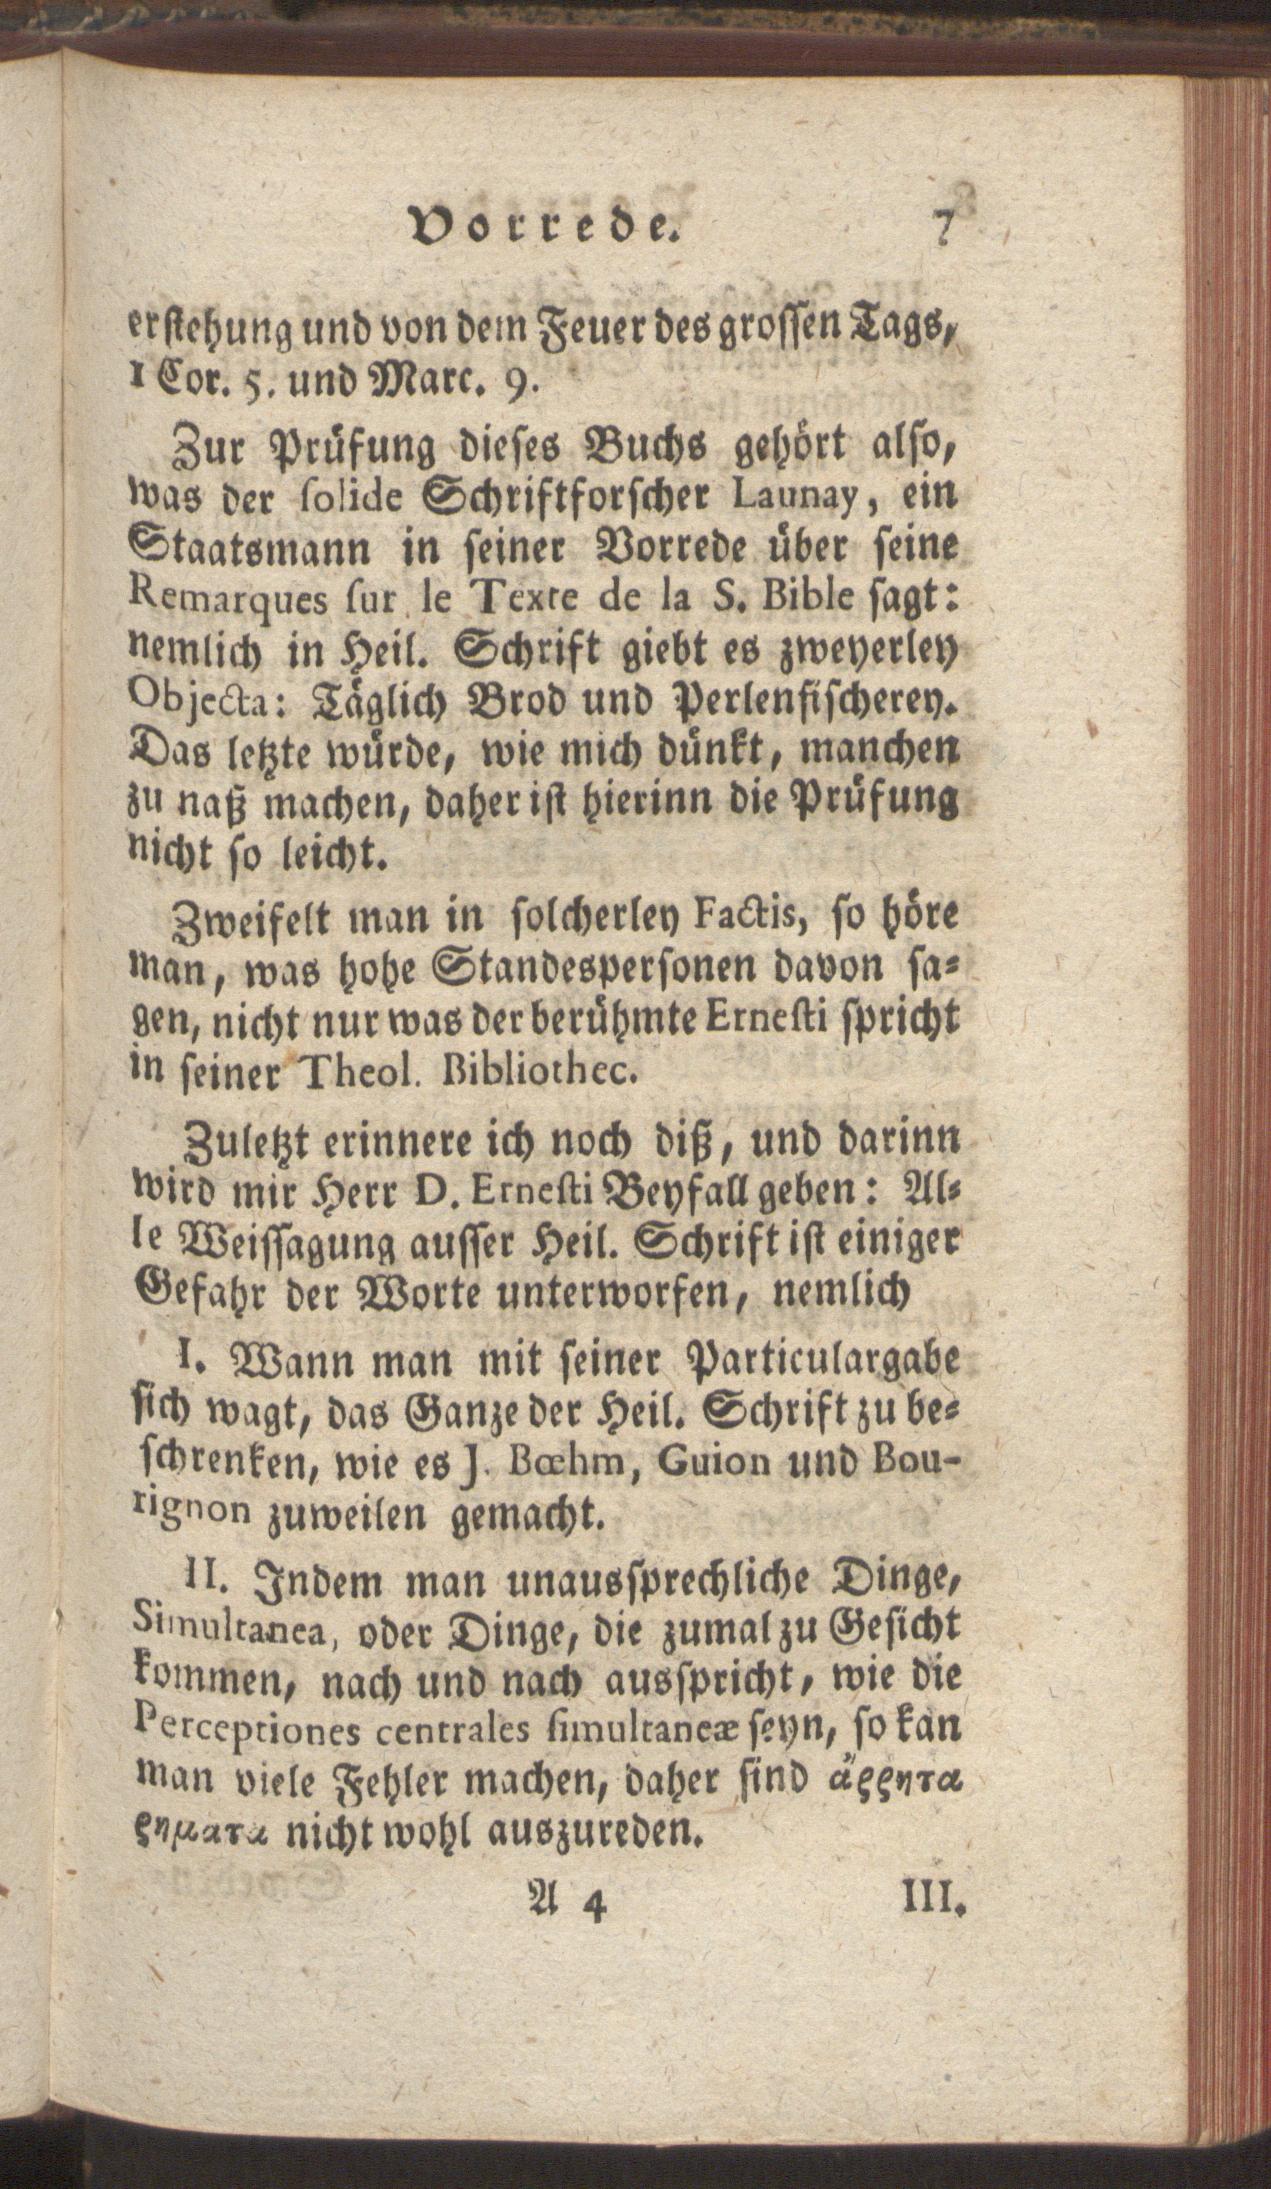 Vorrede. 7
erstehung und von dem Feuer des grossen Tags,
1 Cor. 5. und Marc. 9.
Zur Prüfung dieses Buchs gehört also,
was der solide Schriftforscher Launay, ein
Staatsmann in seiner Vorrede über seine
Remarques sur le Texte de la S. Bible sagt:
nemlich in Heil. Schrift giebt es zweyerley
Objecta: Täglich Brod und Perlenfischerey.
Das letzte würde, wie mich dünkt, manchen
zu naß machen, daher ist hierinn die Prüfung
nicht so leicht.
Zweifelt man in solcherley Factis, so höre
man, was hohe Standespersonen davon sa-
gen, nicht nur was der berühmte Ernesti spricht
in seiner Theol. Bibliothec.
Zuletzt erinnere ich noch diß, und darinn
wird mir Herr D. Ernesti Beyfall geben: Al-
le Weissagung ausser Heil. Schrift ist einiger
Gefahr der Worte unterworfen, nemlich
I. Wann man mit seiner Particulargabe
sich wagt, das Ganze der Heil. Schrift zu be-
schrenken, wie es J. Bœhm, Guion und Bou-
rignon zuweilen gemacht.
II. Indem man unaussprechliche Dinge,
Simultanea, oder Dinge, die zumal zu Gesicht
kommen, nach und nach ausspricht, wie die
Perceptiones centrales simultaneæ seyn, so kan
man viele Fehler machen, daher sind ἄῤῥητα
ρηματα nicht wohl auszureden.
A 4 III.